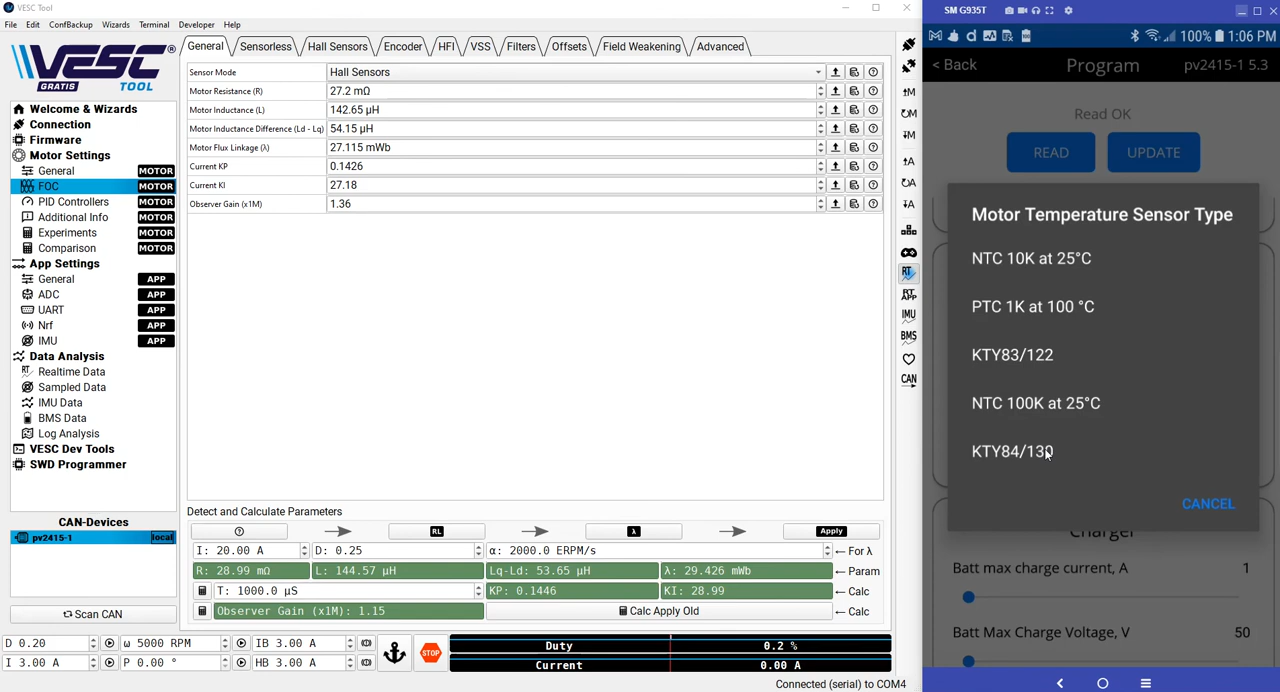 VESC Tool
File Edit ConfBackup Wizards Terminal Developer Help
VESC®
GRATIS TOOL
Welcome & Wizards
Connection
Firmware
Motor Settings
General MOTOR
FOC MOTOR
PID Controllers MOTOR
Additional Info MOTOR
Experiments MOTOR
Comparison MOTOR
App Settings
General APP
ADC APP
UART APP
Nrf APP
IMU APP
Data Analysis
RT Realtime Data
Sampled Data
IMU Data
BMS Data
Log Analysis
VESC Dev Tools
SWD Programmer
CAN-Devices
pv2415-1 local
Scan CAN
General Sensorless Hall Sensors Encoder HFI VSS Filters Offsets Field Weakening Advanced
Sensor Mode Hall Sensors
Motor Resistance (R) 27.2 mΩ
Motor Inductance (L) 142.65 µH
Motor Inductance Difference (Ld - Lq) 54.15 µH
Motor Flux Linkage (λ) 27.115 mWb
Current KP 0.1426
Current KI 27.18
Observer Gain (x1M) 1.36
Detect and Calculate Parameters
RL λ Apply
I: 20.00 A D: 0.25 α: 2000.0 ERPM/s ← For λ
R: 28.99 mΩ L: 144.57 µH Lq-Ld: 53.65 µH λ: 29.426 mWb ← Param
T: 1000.0 µS KP: 0.1446 KI: 28.99 ← Calc
Observer Gain (x1M): 1.15 Calc Apply Old ← Calc
D 0.20 ω 5000 RPM IB 3.00 A
I 3.00 A P 0.00 ° HB 3.00 A
STOP
Duty 0.2 %
Current 0.00 A
Connected (serial) to COM4
M
M
M
A
A
A
RT
RT
APP
IMU
BMS
CAN
SM G935T
100% 1:06 PM
< Back Program pv2415-1 5.3
Read OK
READ UPDATE
Motor Temperature Sensor Type
NTC 10K at 25°C
PTC 1K at 100 °C
KTY83/122
NTC 100K at 25°C
KTY84/130
CANCEL
Charger
Batt max charge current, A 1
Batt Max Charge Voltage, V 50